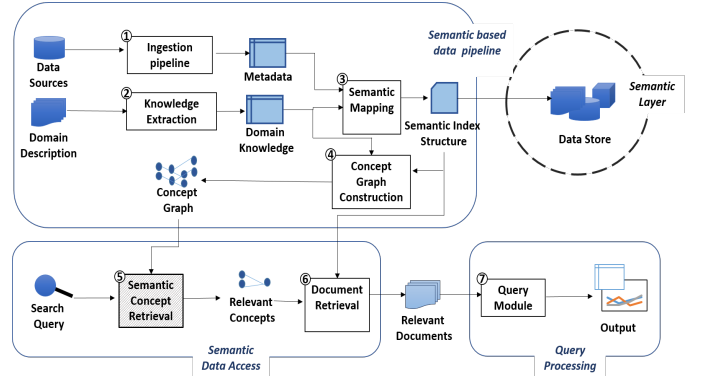 Semantic based
data pipeline
①
Ingestion
pipeline
Data
Sources
Metadata
②
Knowledge
Extraction
Domain
Description
Domain
Knowledge
③
Semantic
Mapping
Semantic Index
Structure
Data Store
Semantic
Layer
④
Concept
Graph
Construction
Concept
Graph
Search
Query
⑤
Semantic
Concept
Retrieval
Relevant
Concepts
⑥
Document
Retrieval
Relevant
Documents
⑦
Query
Module
Output
Semantic
Data Access
Query
Processing